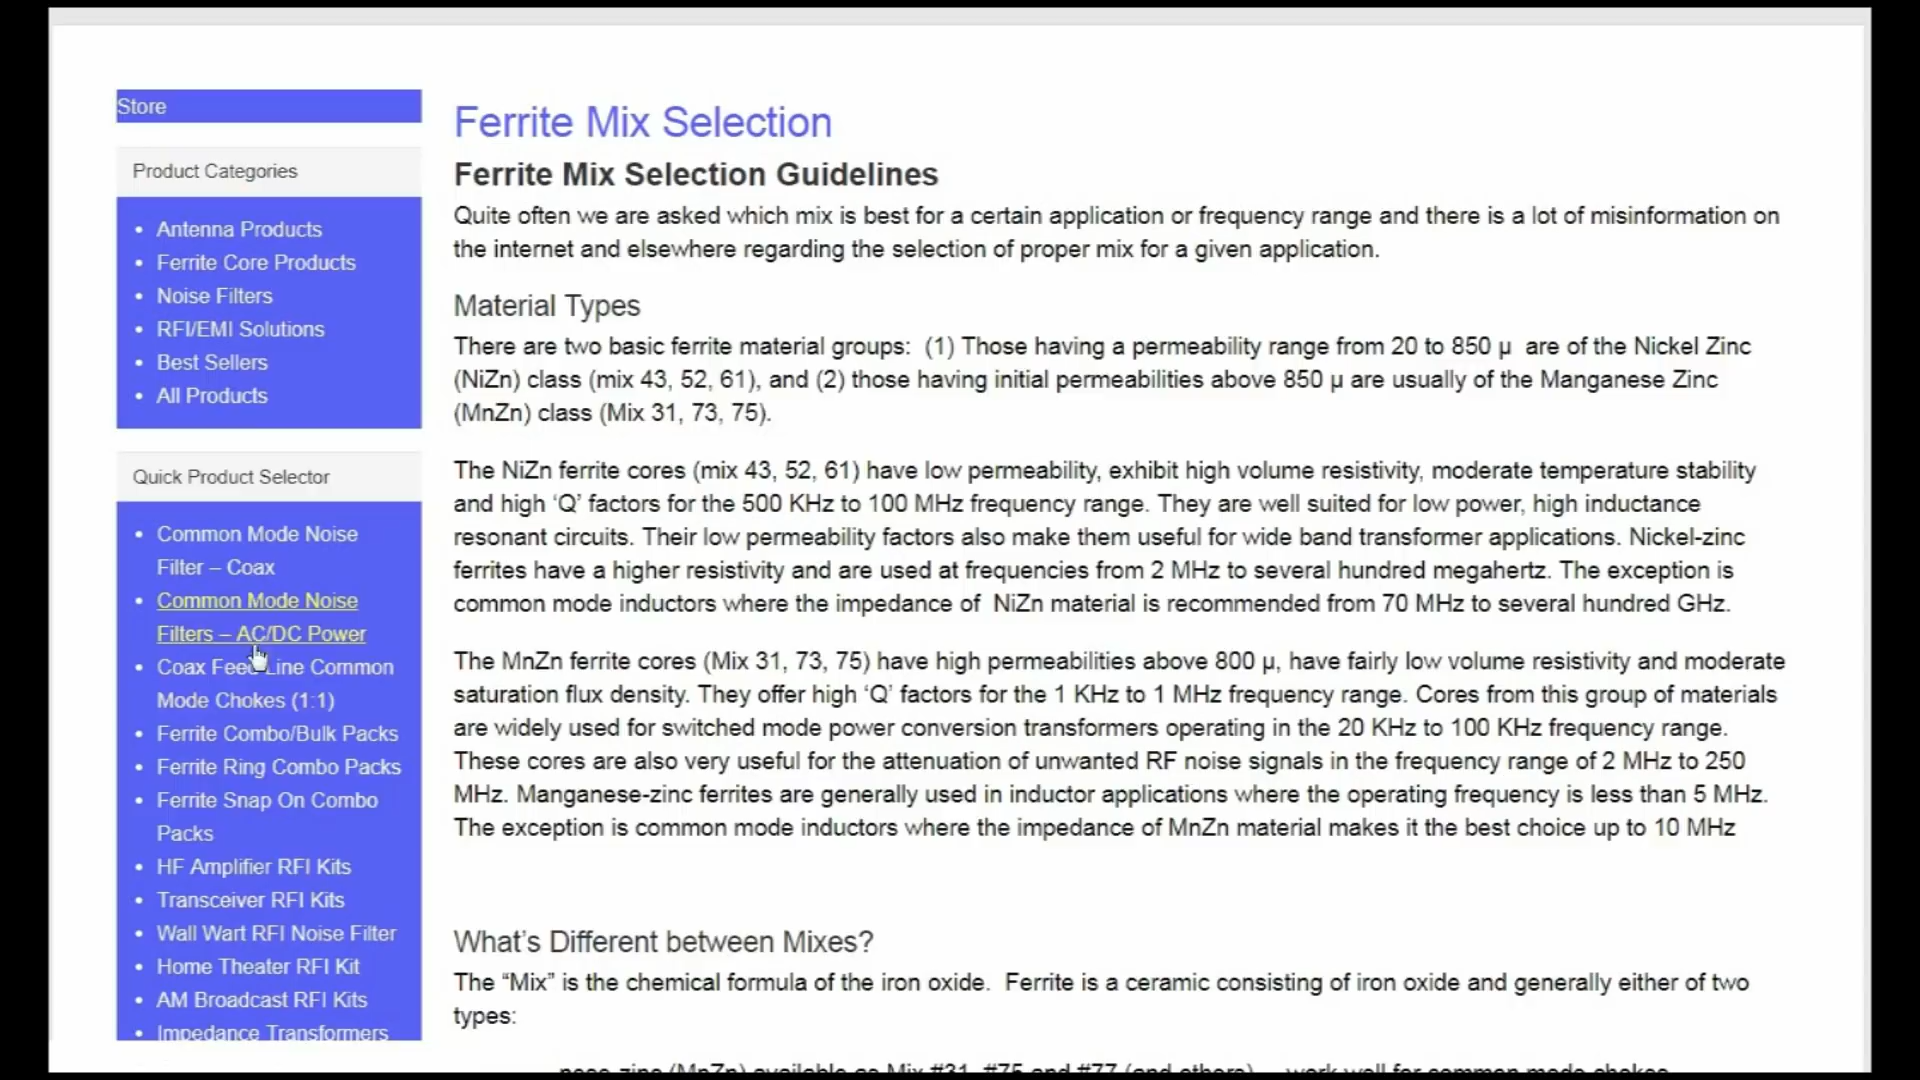 Store
Product Categories
Antenna Products
Ferrite Core Products
Noise Filters
RFI/EMI Solutions
Best Sellers
All Products
Quick Product Selector
Common Mode Noise
Filter – Coax
Common Mode Noise
Filters – AC/DC Power
Coax Feed Line Common
Mode Chokes (1:1)
Ferrite Combo/Bulk Packs
Ferrite Ring Combo Packs
Ferrite Snap On Combo
Packs
HF Amplifier RFI Kits
Transceiver RFI Kits
Wall Wart RFI Noise Filter
Home Theater RFI Kit
AM Broadcast RFI Kits
Impedance Transformers
Ferrite Mix Selection
Ferrite Mix Selection Guidelines
Quite often we are asked which mix is best for a certain application or frequency range and there is a lot of misinformation on
the internet and elsewhere regarding the selection of proper mix for a given application.
Material Types
There are two basic ferrite material groups: (1) Those having a permeability range from 20 to 850 µ are of the Nickel Zinc
(NiZn) class (mix 43, 52, 61), and (2) those having initial permeabilities above 850 µ are usually of the Manganese Zinc
(MnZn) class (Mix 31, 73, 75).
The NiZn ferrite cores (mix 43, 52, 61) have low permeability, exhibit high volume resistivity, moderate temperature stability
and high ‘Q’ factors for the 500 KHz to 100 MHz frequency range. They are well suited for low power, high inductance
resonant circuits. Their low permeability factors also make them useful for wide band transformer applications. Nickel-zinc
ferrites have a higher resistivity and are used at frequencies from 2 MHz to several hundred megahertz. The exception is
common mode inductors where the impedance of NiZn material is recommended from 70 MHz to several hundred GHz.
The MnZn ferrite cores (Mix 31, 73, 75) have high permeabilities above 800 µ, have fairly low volume resistivity and moderate
saturation flux density. They offer high ‘Q’ factors for the 1 KHz to 1 MHz frequency range. Cores from this group of materials
are widely used for switched mode power conversion transformers operating in the 20 KHz to 100 KHz frequency range.
These cores are also very useful for the attenuation of unwanted RF noise signals in the frequency range of 2 MHz to 250
MHz. Manganese-zinc ferrites are generally used in inductor applications where the operating frequency is less than 5 MHz.
The exception is common mode inductors where the impedance of MnZn material makes it the best choice up to 10 MHz
What’s Different between Mixes?
The “Mix” is the chemical formula of the iron oxide. Ferrite is a ceramic consisting of iron oxide and generally either of two
types:
nese-zinc (MnZn) available as Mix #31, #75 and #77 (and others) work well for common mode chokes